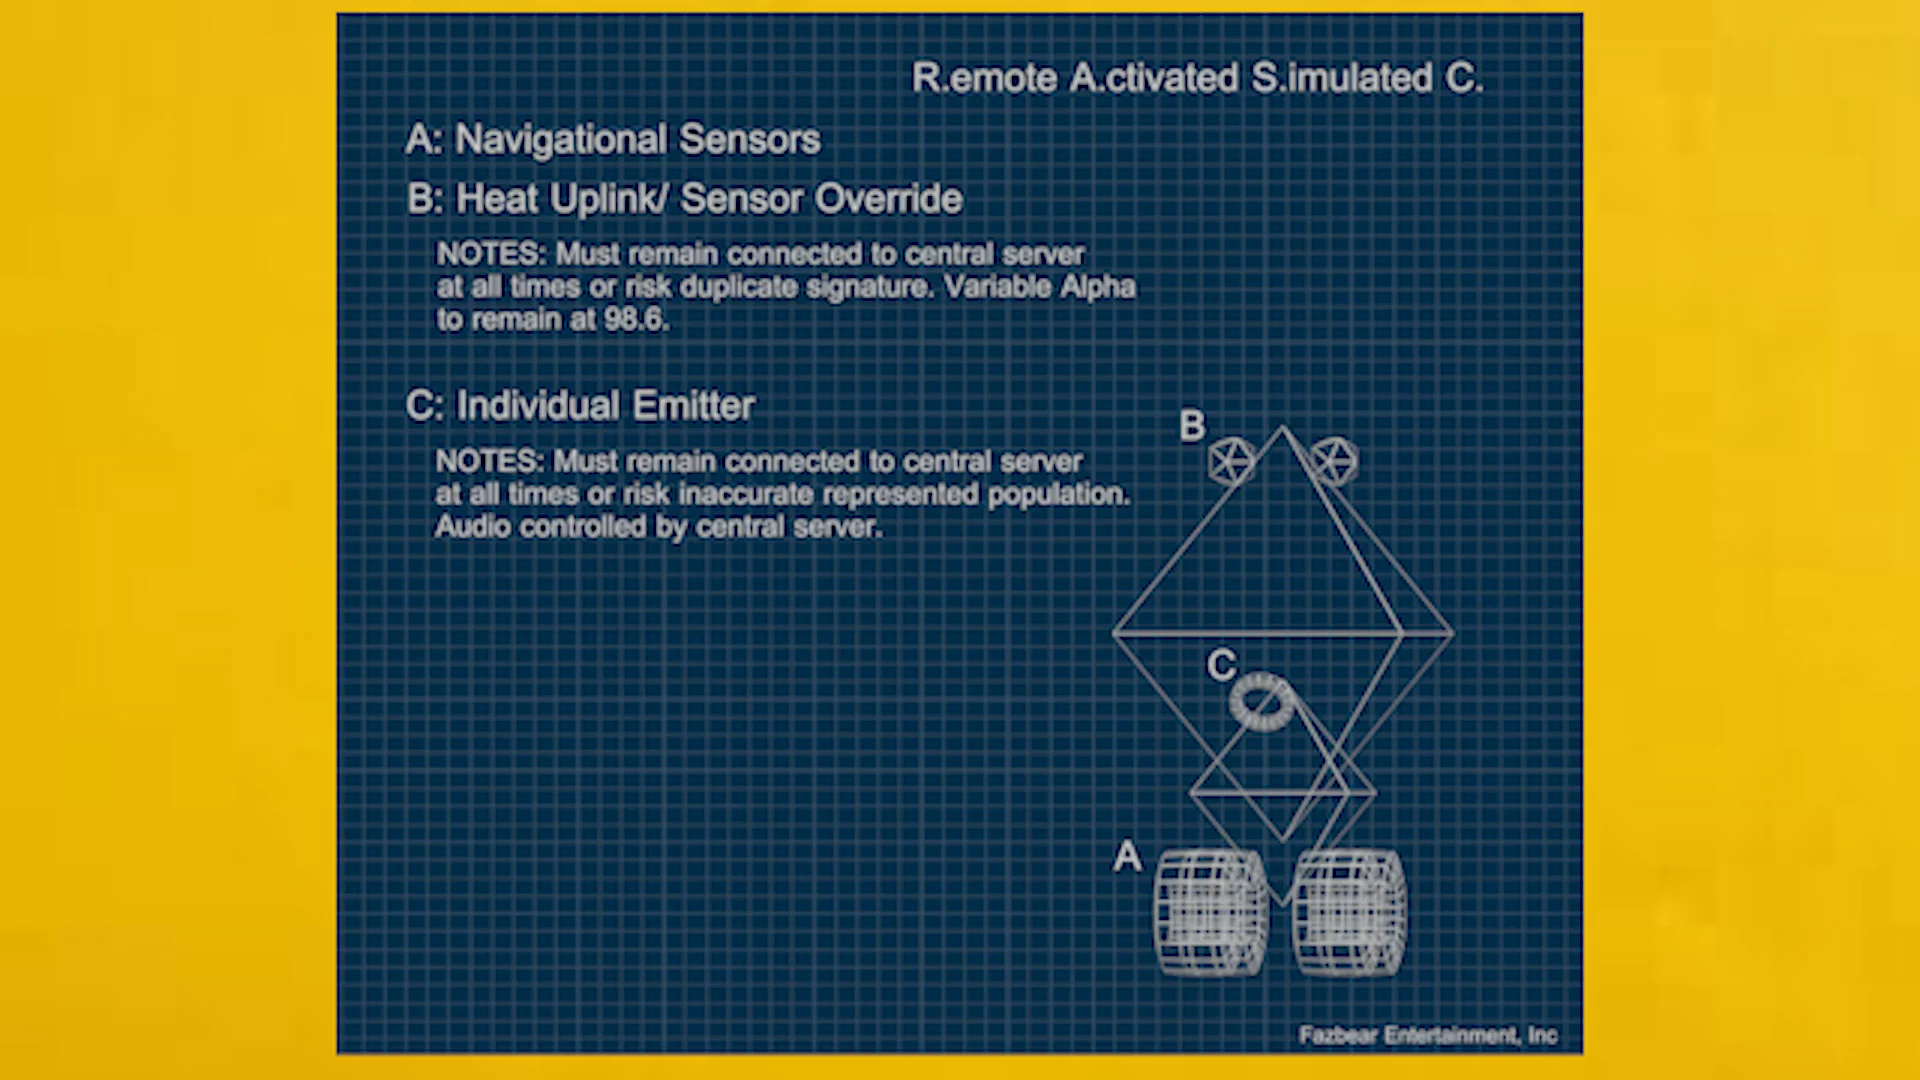 R.emote A.ctivated S.imulated C.
A: Navigational Sensors
B: Heat Uplink/ Sensor Override
NOTES: Must remain connected to central server
at all times or risk duplicate signature. Variable Alpha
to remain at 98.6.
C: Individual Emitter
NOTES: Must remain connected to central server
at all times or risk inaccurate represented population.
Audio controlled by central server.
B
C
A
Fazbear Entertainment, Inc